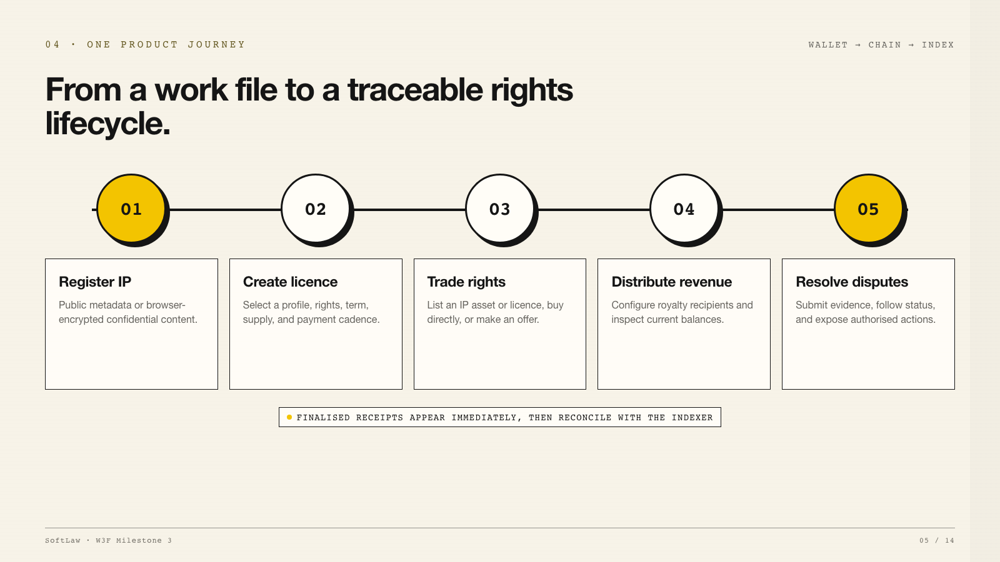 04 · ONE PRODUCT JOURNEY
WALLET → CHAIN → INDEX
From a work file to a traceable rights
lifecycle.
01
02
03
04
05
Register IP
Public metadata or browser-
encrypted confidential content.
Create licence
Select a profile, rights, term,
supply, and payment cadence.
Trade rights
List an IP asset or licence, buy
directly, or make an offer.
Distribute revenue
Configure royalty recipients and
inspect current balances.
Resolve disputes
Submit evidence, follow status,
and expose authorised actions.
FINALISED RECEIPTS APPEAR IMMEDIATELY, THEN RECONCILE WITH THE INDEXER
SoftLaw · W3F Milestone 3
05 / 14